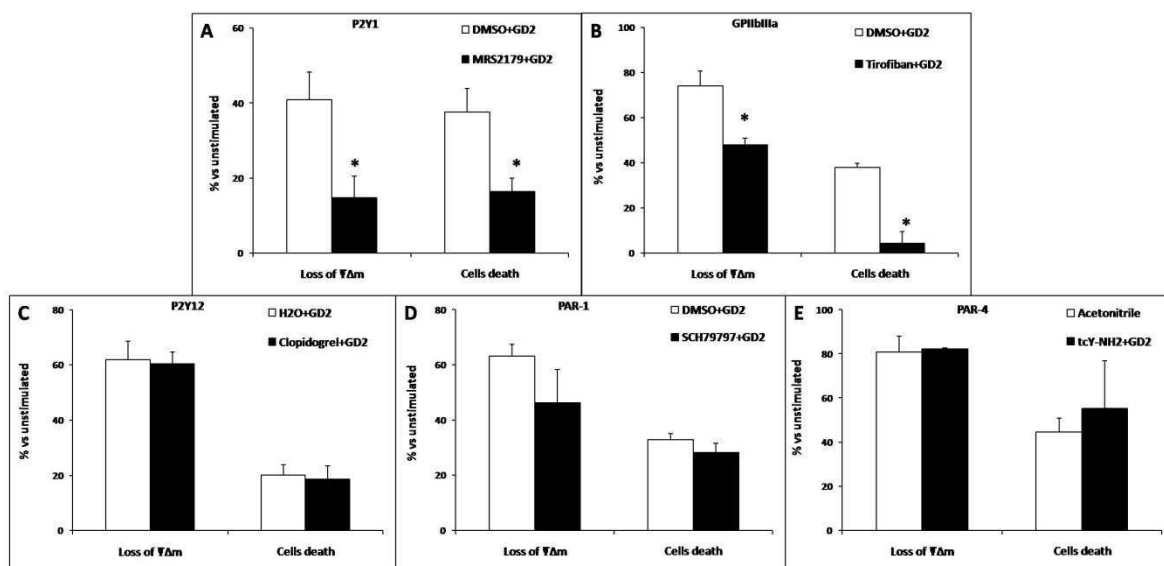 A
P2Y1
DMSO+GD2
MRS2179+GD2
% vs unstimulated
60
40
20
0
*
*
Loss of ΨΔm
Cells death
B
GPIIbIIIa
DMSO+GD2
Tirofiban+GD2
% vs unstimulated
100
80
60
40
20
0
*
*
Loss of ΨΔm
Cells death
C
P2Y12
H2O+GD2
Clopidogrel+GD2
% vs unstimulated
80
60
40
20
0
Loss of ΨΔm
Cells death
D
PAR-1
DMSO+GD2
SCH79797+GD2
% vs unstimulated
80
60
40
20
0
Loss of ΨΔm
Cells death
E
PAR-4
Acetonitrile
tcY-NH2+GD2
% vs unstimulated
100
80
60
40
20
0
Loss of ΨΔm
Cells death